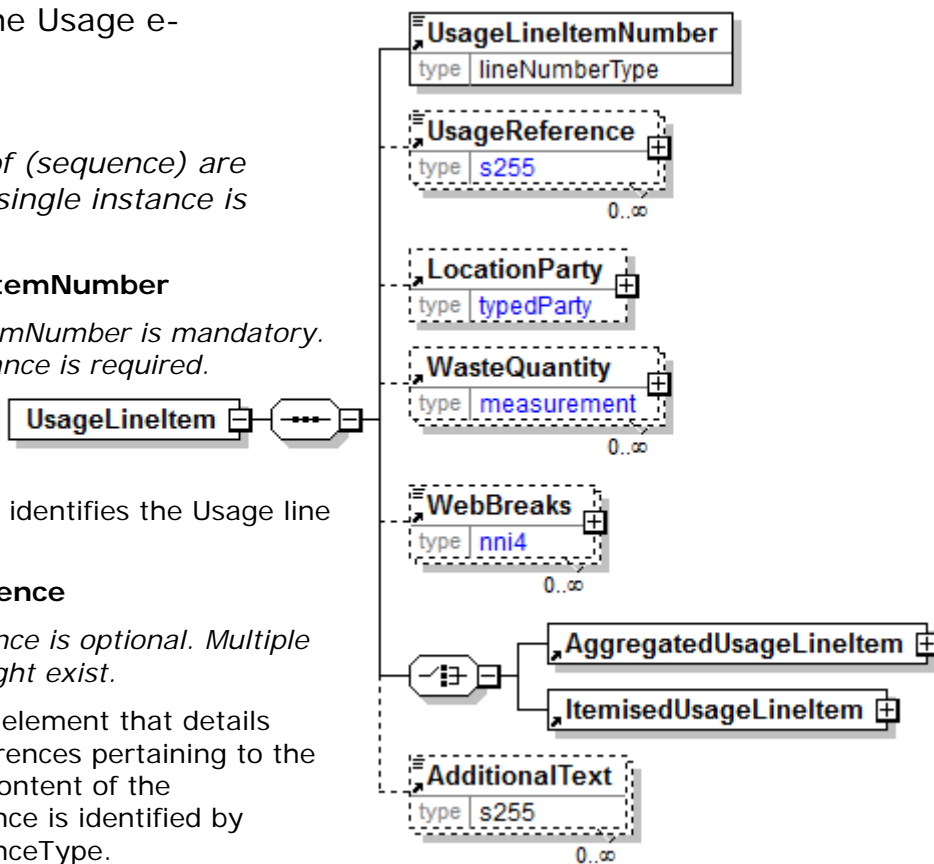 he Usage e-
of (sequence) are
single instance is
temNumber
emNumber is mandatory.
ance is required.
identifies the Usage line
ence
nce is optional. Multiple
ght exist.
element that details
rences pertaining to the
ontent of the
nce is identified by
nceType.
UsageLineItem
UsageLineItemNumber
type lineNumberType
UsageReference
type s255
0..∞
LocationParty
type typedParty
WasteQuantity
type measurement
0..∞
WebBreaks
type nni4
0..∞
AggregatedUsageLineItem
ItemisedUsageLineItem
AdditionalText
type s255
0..∞